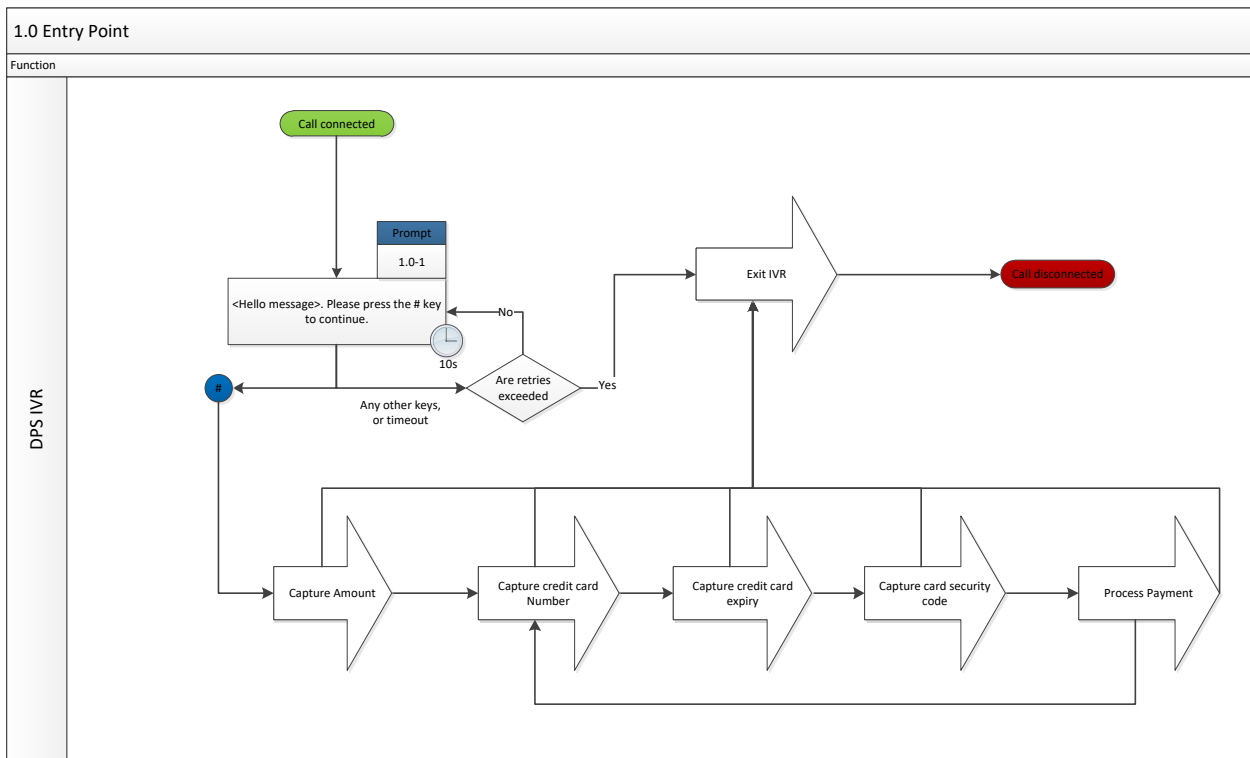 1.0 Entry Point
Function
DPS IVR
Call connected
Prompt
1.0-1
<Hello message>. Please press the # key
to continue.
10s
No
Exit IVR
Call disconnected
#
Any other keys,
or timeout
Are retries
exceeded
Yes
Capture Amount
Capture credit card
Number
Capture credit card
expiry
Capture card security
code
Process Payment